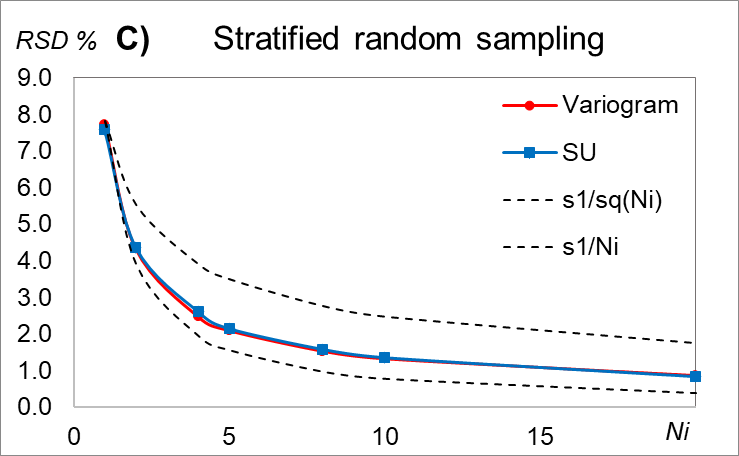 RSD % C) Stratified random sampling
9.0
8.0
7.0
6.0
5.0
4.0
3.0
2.0
1.0
0.0
Variogram
SU
s1/sq(Ni)
s1/Ni
0 5 10 15 Ni